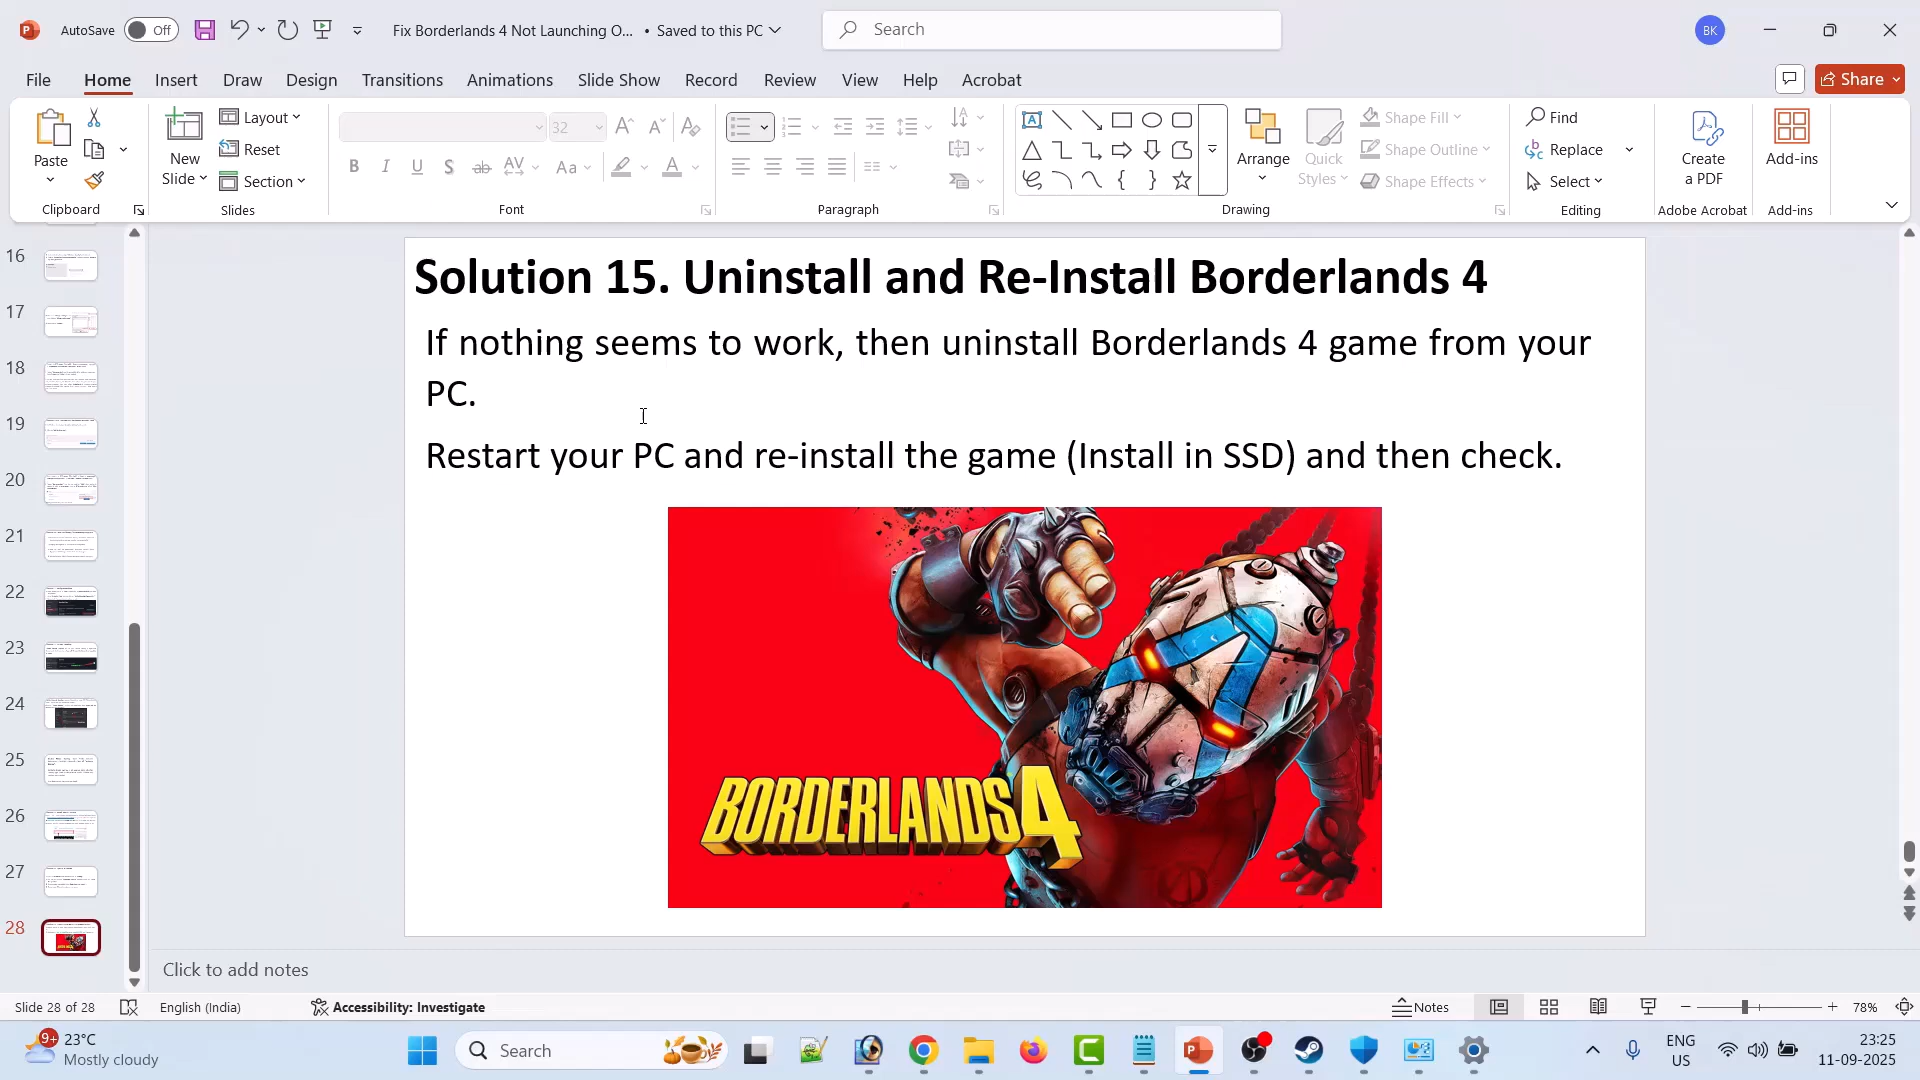 AutoSave Off
Fix Borderlands 4 Not Launching O... • Saved to this PC
Search
BK
File Home Insert Draw Design Transitions Animations Slide Show Record Review View Help Acrobat
Share
Paste
Clipboard
New Slide
Layout
Reset
Section
Slides
32
Font
Paragraph
Arrange
Quick Styles
Shape Fill
Shape Outline
Shape Effects
Drawing
Find
Replace
Select
Editing
Create a PDF
Adobe Acrobat
Add-ins
Add-ins
16
17
18
19
20
21
22
23
24
25
26
27
28
Solution 15. Uninstall and Re-Install Borderlands 4
If nothing seems to work, then uninstall Borderlands 4 game from your
PC.
Restart your PC and re-install the game (Install in SSD) and then check.
BORDERLANDS 4
Click to add notes
Slide 28 of 28
English (India)
Accessibility: Investigate
Notes
78%
9+
23°C
Mostly cloudy
Search
ENG
US
23:25
11-09-2025